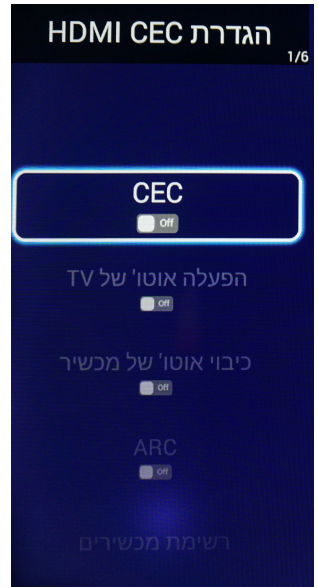 הגדרת HDMI CEC
1/6
CEC
Off
הפעלה אוטו' של TV
Off
כיבוי אוטו' של מכשיר
Off
ARC
Off
רשימת מכשירים